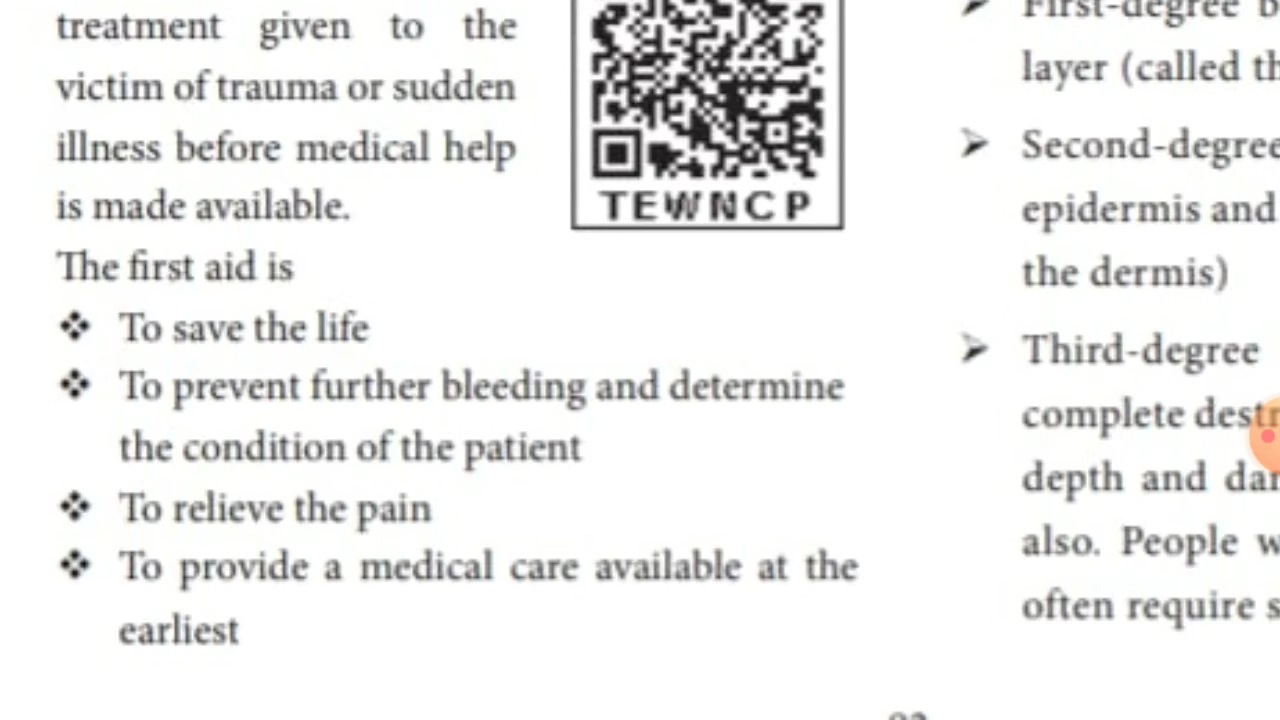 treatment given to the
victim of trauma or sudden
illness before medical help
is made available.
The first aid is
❖ To save the life
❖ To prevent further bleeding and determine
the condition of the patient
❖ To relieve the pain
❖ To provide a medical care available at the
earliest
TEWNCP
➢ First-degree
layer (called
➢ Second-degree
epidermis and
the dermis)
➢ Third-degree
complete
depth and
also. People
often require